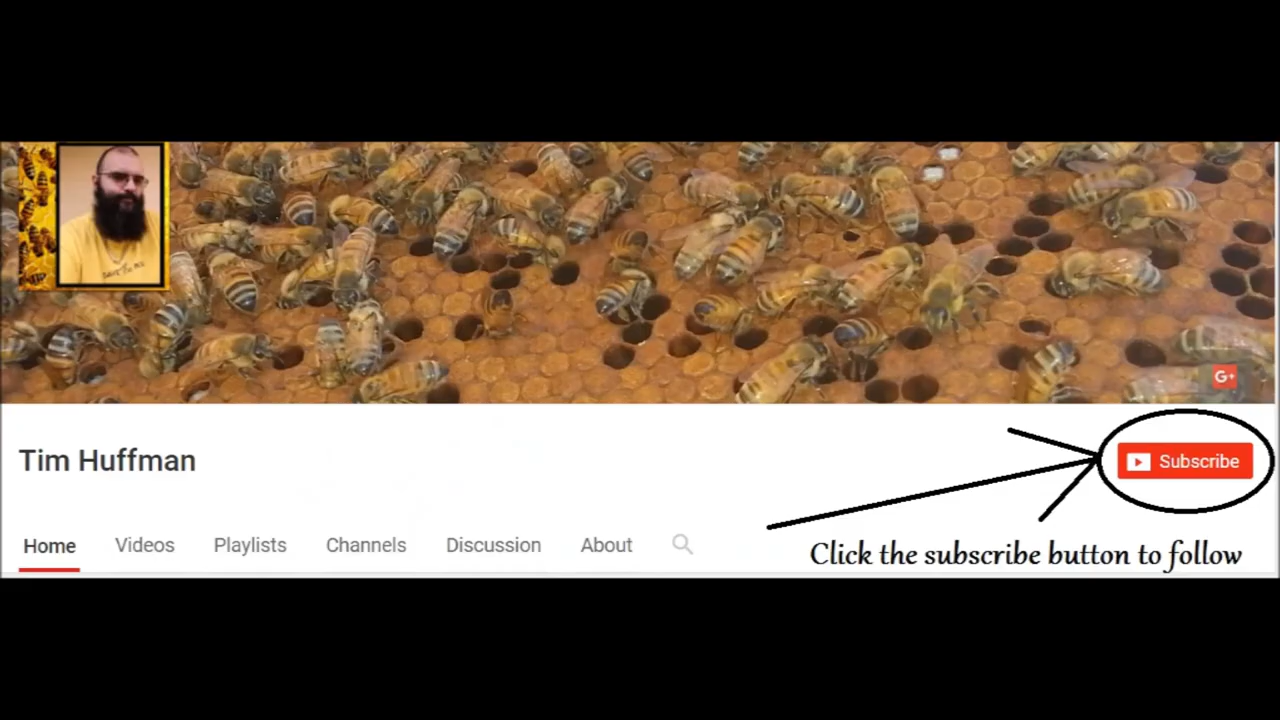 G+
Tim Huffman
Subscribe
Home Videos Playlists Channels Discussion About
Click the subscribe button to follow